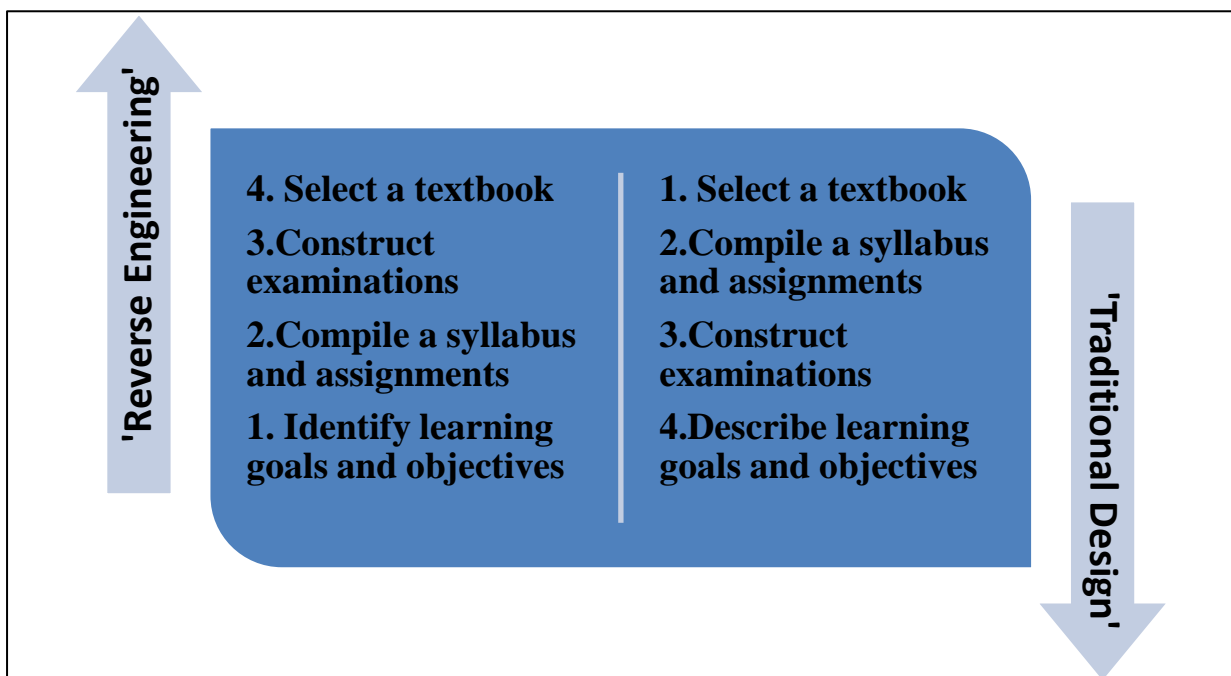 'Reverse Engineering'
4. Select a textbook
3.Construct
examinations
2.Compile a syllabus
and assignments
1. Identify learning
goals and objectives
1. Select a textbook
2.Compile a syllabus
and assignments
3.Construct
examinations
4.Describe learning
goals and objectives
'Traditional Design'